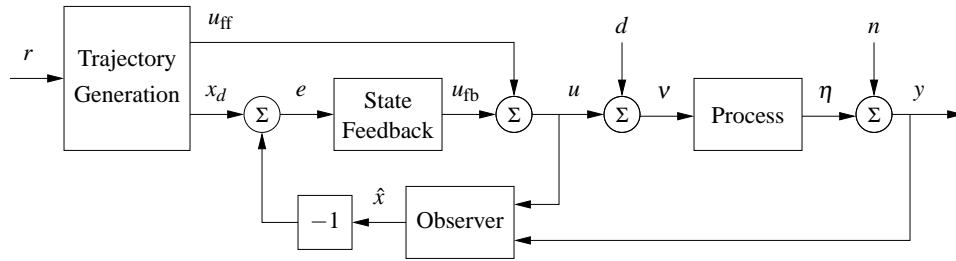 r
Trajectory
Generation
u_ff
x_d
Σ
e
State
Feedback
u_fb
Σ
u
d
Σ
ν
Process
η
n
Σ
y
−1
x̂
Observer